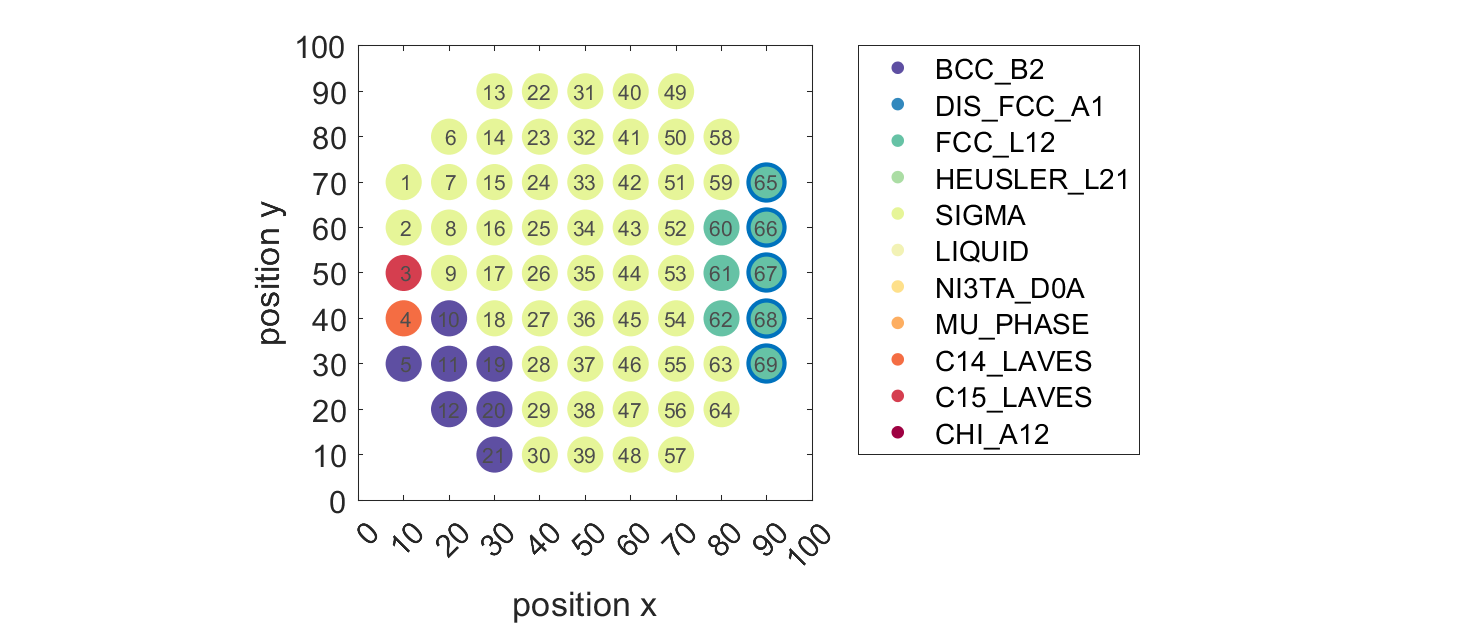 100
90
80
70
60
50
40
30
20
10
0
position y
13 22 31 40 49
6 14 23 32 41 50 58
1 7 15 24 33 42 51 59 65
2 8 16 25 34 43 52 60 66
3 9 17 26 35 44 53 61 67
4 10 18 27 36 45 54 62 68
5 11 19 28 37 46 55 63 69
12 20 29 38 47 56 64
21 30 39 48 57
0 10 20 30 40 50 60 70 80 90 100
position x
BCC_B2
DIS_FCC_A1
FCC_L12
HEUSLER_L21
SIGMA
LIQUID
NI3TA_D0A
MU_PHASE
C14_LAVES
C15_LAVES
CHI_A12